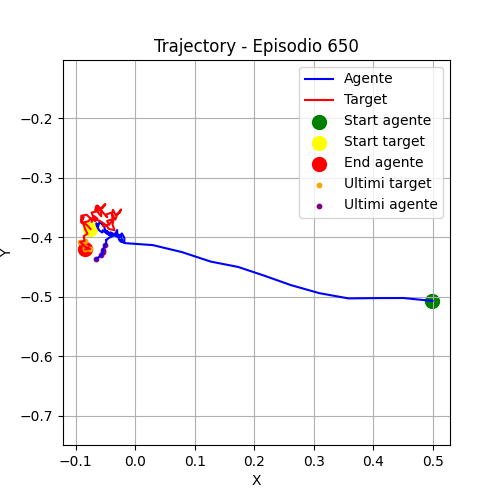 Trajectory - Episodio 650
Agente
Target
Start agente
Start target
End agente
Ultimi target
Ultimi agente
−0.2
−0.3
−0.4
−0.5
−0.6
−0.7
Y
−0.1
0.0
0.1
0.2
0.3
0.4
0.5
X